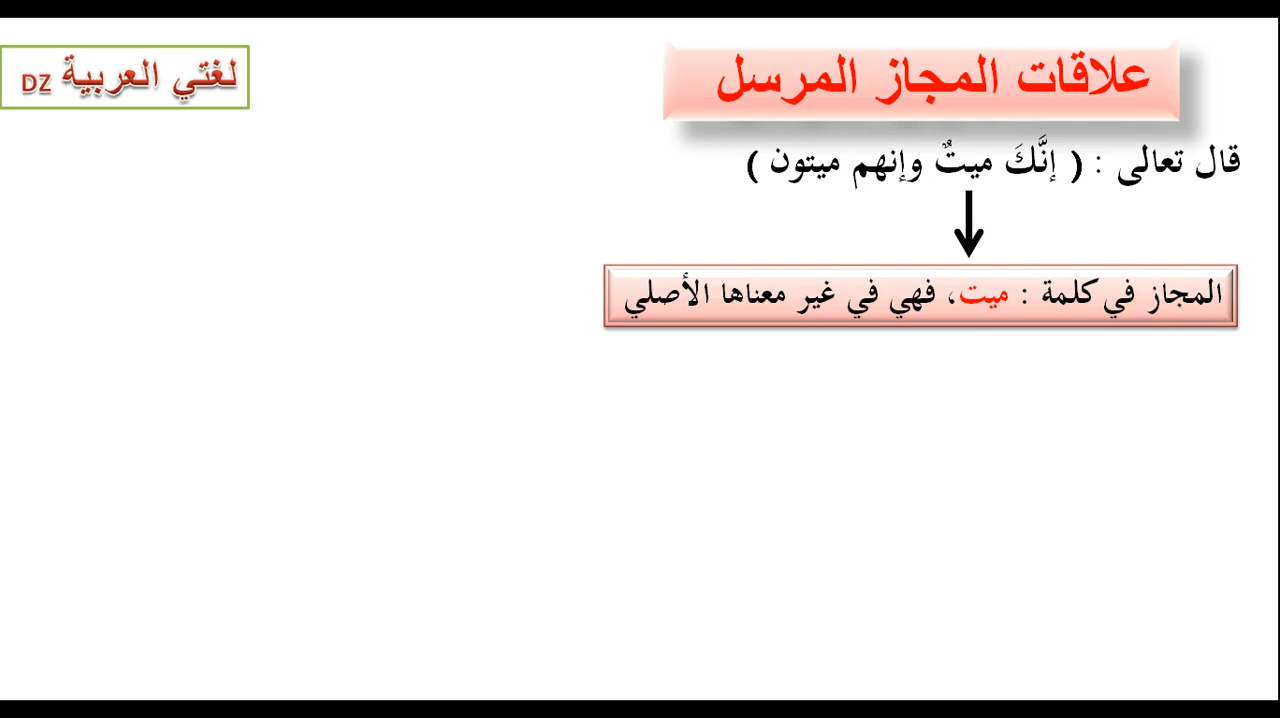 علاقات المجاز المرسل
لغتي العربية DZ
قال تعالى : ( إنَّكَ ميتٌ وإنهم ميتون )
المجاز في كلمة : ميت، فهي في غير معناها الأصلي